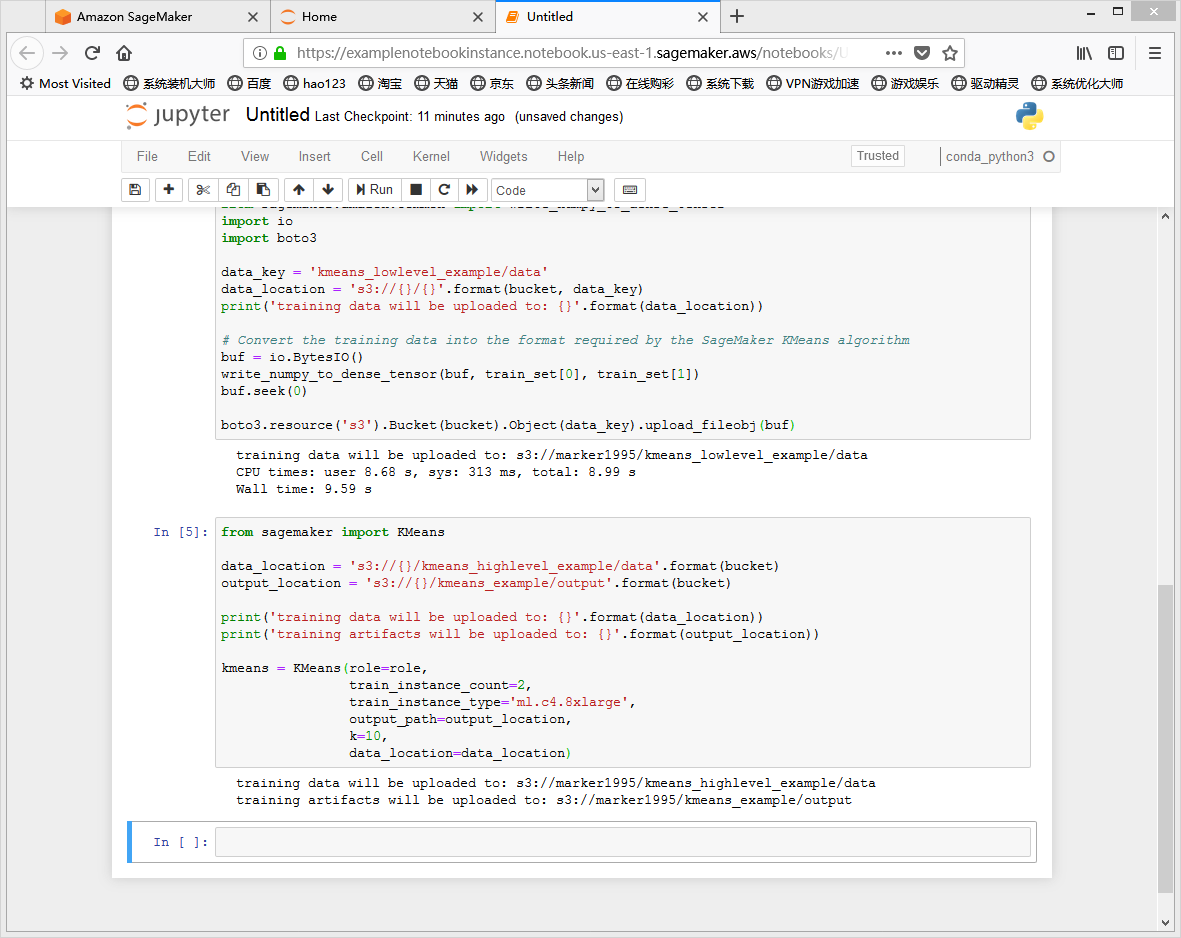 Amazon SageMaker
Home
Untitled
https://examplenotebookinstance.notebook.us-east-1.sagemaker.aws/notebooks/U
Most Visited 系统装机大师 百度 hao123 淘宝 天猫 京东 头条新闻 在线购彩 系统下载 VPN游戏加速 游戏娱乐 驱动精灵 系统优化大师
jupyter Untitled Last Checkpoint: 11 minutes ago (unsaved changes)
File Edit View Insert Cell Kernel Widgets Help Trusted conda_python3
Run Code
import io
import boto3
data_key = 'kmeans_lowlevel_example/data'
data_location = 's3://{}/{}'.format(bucket, data_key)
print('training data will be uploaded to: {}'.format(data_location))
# Convert the training data into the format required by the SageMaker KMeans algorithm
buf = io.BytesIO()
write_numpy_to_dense_tensor(buf, train_set[0], train_set[1])
buf.seek(0)
boto3.resource('s3').Bucket(bucket).Object(data_key).upload_fileobj(buf)
training data will be uploaded to: s3://marker1995/kmeans_lowlevel_example/data
CPU times: user 8.68 s, sys: 313 ms, total: 8.99 s
Wall time: 9.59 s
In [5]: from sagemaker import KMeans
data_location = 's3://{}/kmeans_highlevel_example/data'.format(bucket)
output_location = 's3://{}/kmeans_example/output'.format(bucket)
print('training data will be uploaded to: {}'.format(data_location))
print('training artifacts will be uploaded to: {}'.format(output_location))
kmeans = KMeans(role=role,
train_instance_count=2,
train_instance_type='ml.c4.8xlarge',
output_path=output_location,
k=10,
data_location=data_location)
training data will be uploaded to: s3://marker1995/kmeans_highlevel_example/data
training artifacts will be uploaded to: s3://marker1995/kmeans_example/output
In [ ]: